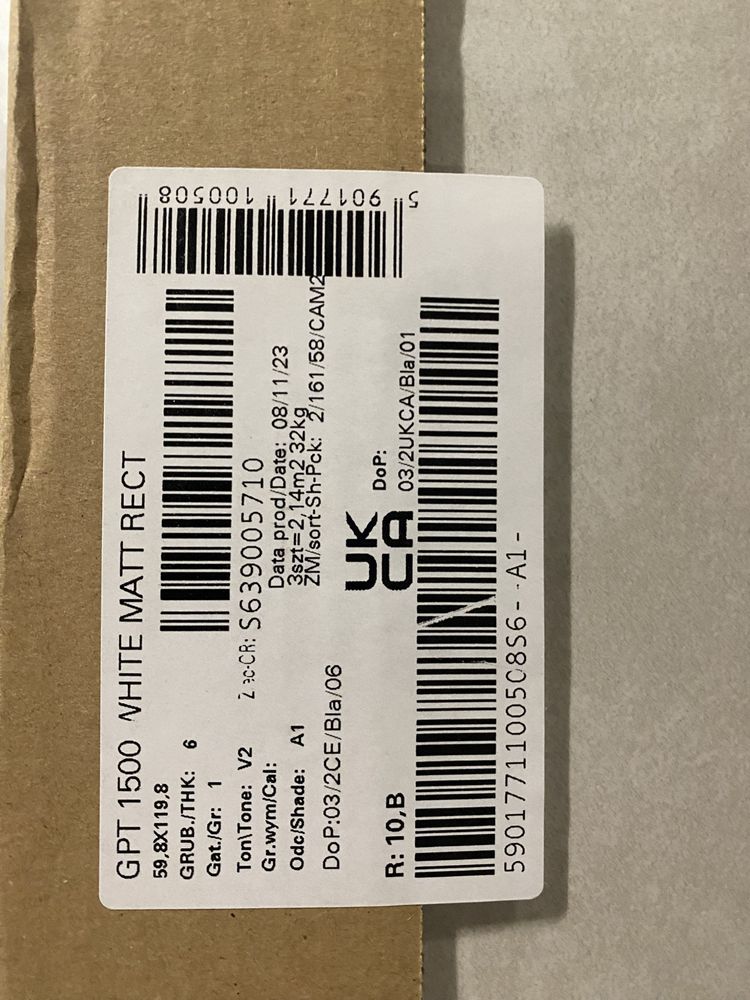 GPT 1500 WHITE MATT RECT
59,8X119,8
GRUB./THK: 6
Gat./Gr: 1
Ton\Tone: V2
S639005710
Gr.wym/Cal:
Data prod/Date: 08/11/23
Odc/Shade: A1
3szt=2,14m2 32kg
ZM/sort-Sh-Pck: 2/161/58/CAM2
DoP:03/2CE/Bla/06
UK
CA
DoP:
03/2UKCA/Bla/01
R: 10,B
5901771100508S6- -A1-
5 901771 100508